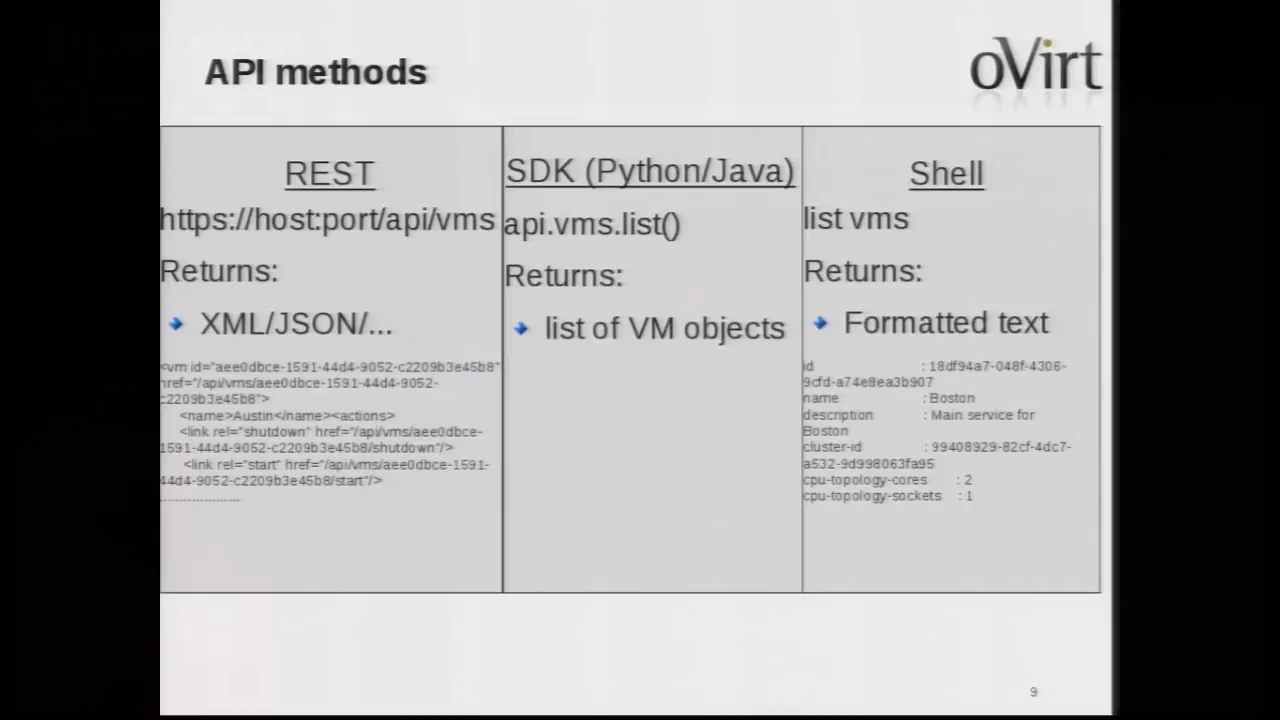 API methods
oVirt
REST
https://host:port/api/vms
Returns:
XML/JSON/...
<vm id="aee0dbce-1591-44d4-9052-c2209b3e45b8"
href="/api/vms/aee0dbce-1591-44d4-9052-
c2209b3e45b8">
<name>Austin</name><actions>
<link rel="shutdown" href="/api/vms/aee0dbce-
1591-44d4-9052-c2209b3e45b8/shutdown"/>
<link rel="start" href="/api/vms/aee0dbce-1591-
44d4-9052-c2209b3e45b8/start"/>
.....................
SDK (Python/Java)
api.vms.list()
Returns:
list of VM objects
Shell
list vms
Returns:
Formatted text
id : 18df94a7-048f-4306-
9cfd-a74e8ea3b907
name : Boston
description : Main service for
Boston
cluster-id : 99408929-82cf-4dc7-
a532-9d998063fa95
cpu-topology-cores : 2
cpu-topology-sockets : 1
9